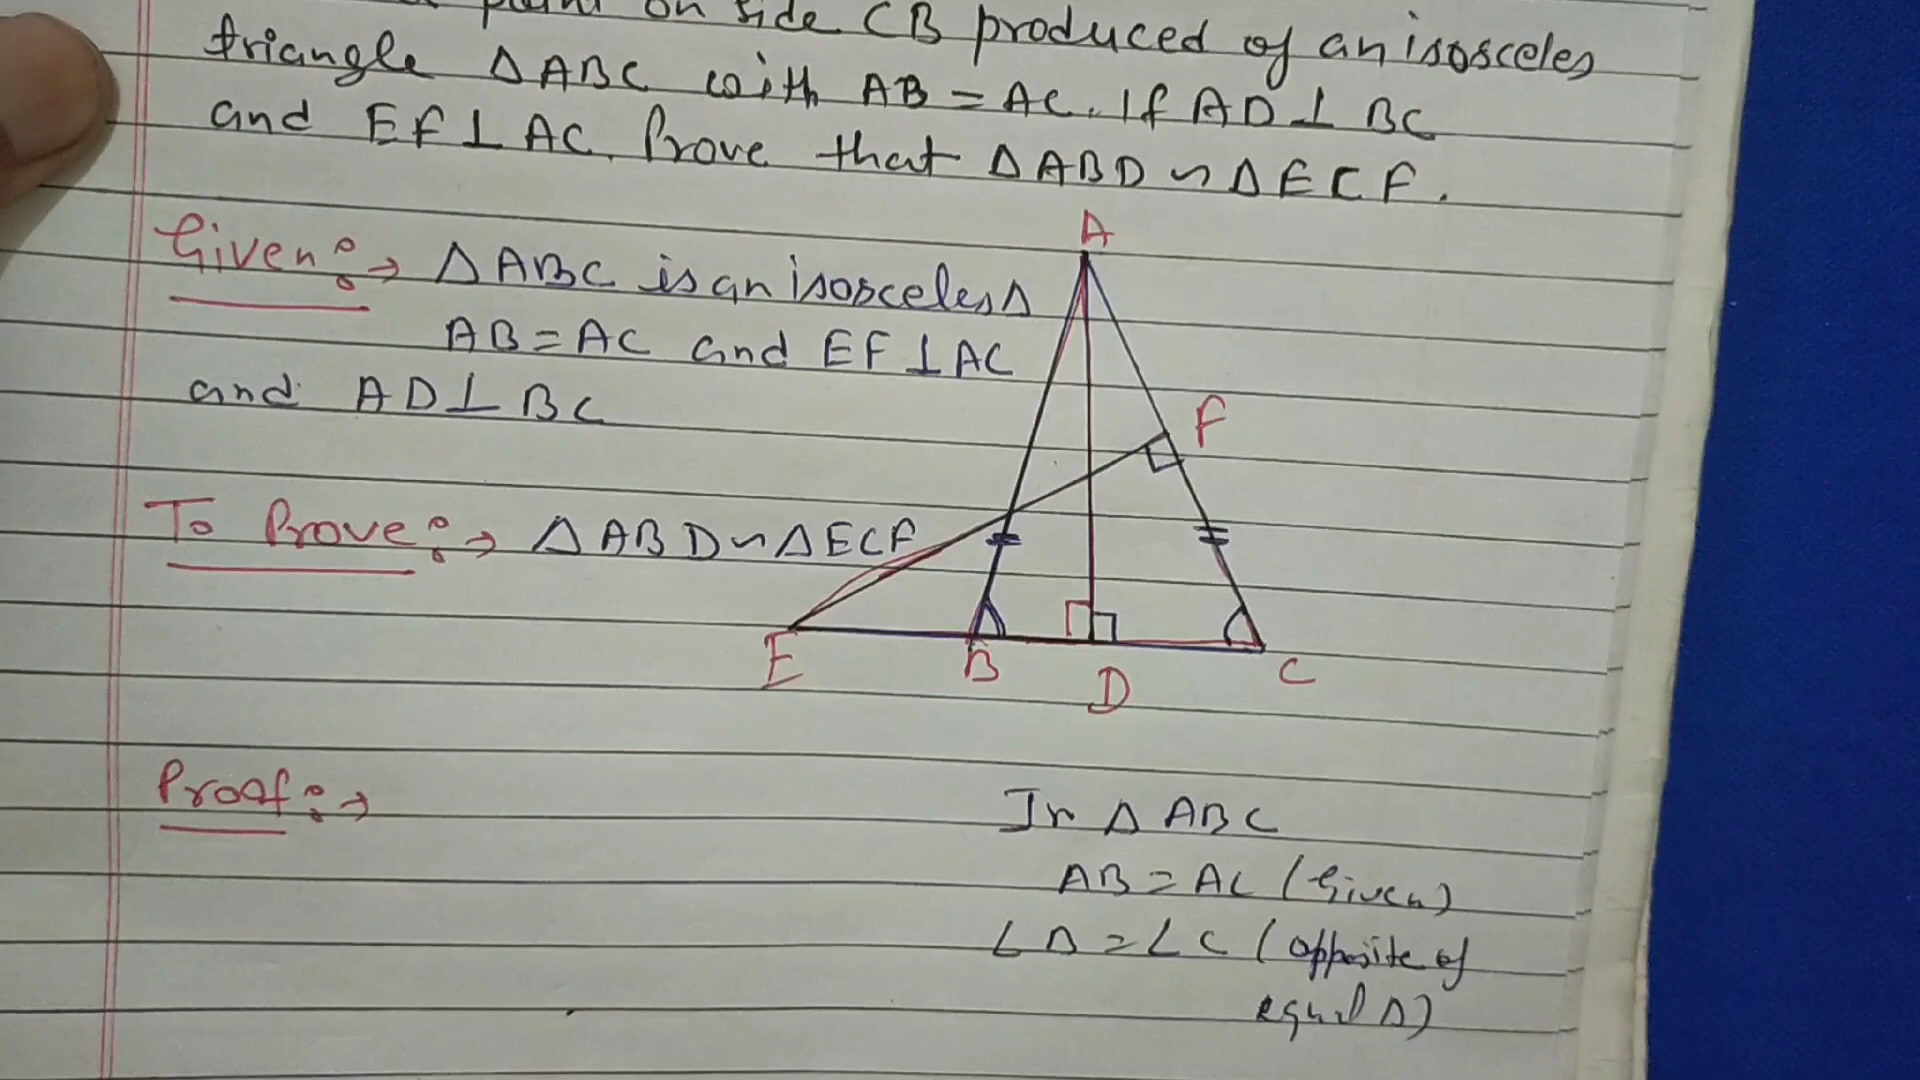 point on side CB produced of an isosceles
triangle ΔABC with AB = AC. If AD ⊥ BC
and EF ⊥ AC. Prove that ΔABD ~ ΔECF.
Given :→ ΔABC is an isosceles Δ
AB = AC and EF ⊥ AC
and AD ⊥ BC
To Prove :→ ΔABD ~ ΔECF
A
F
E
B
D
C
Proof :→
In ΔABC
AB = AC (Given)
∠B = ∠C (opposite of
equal Δ)